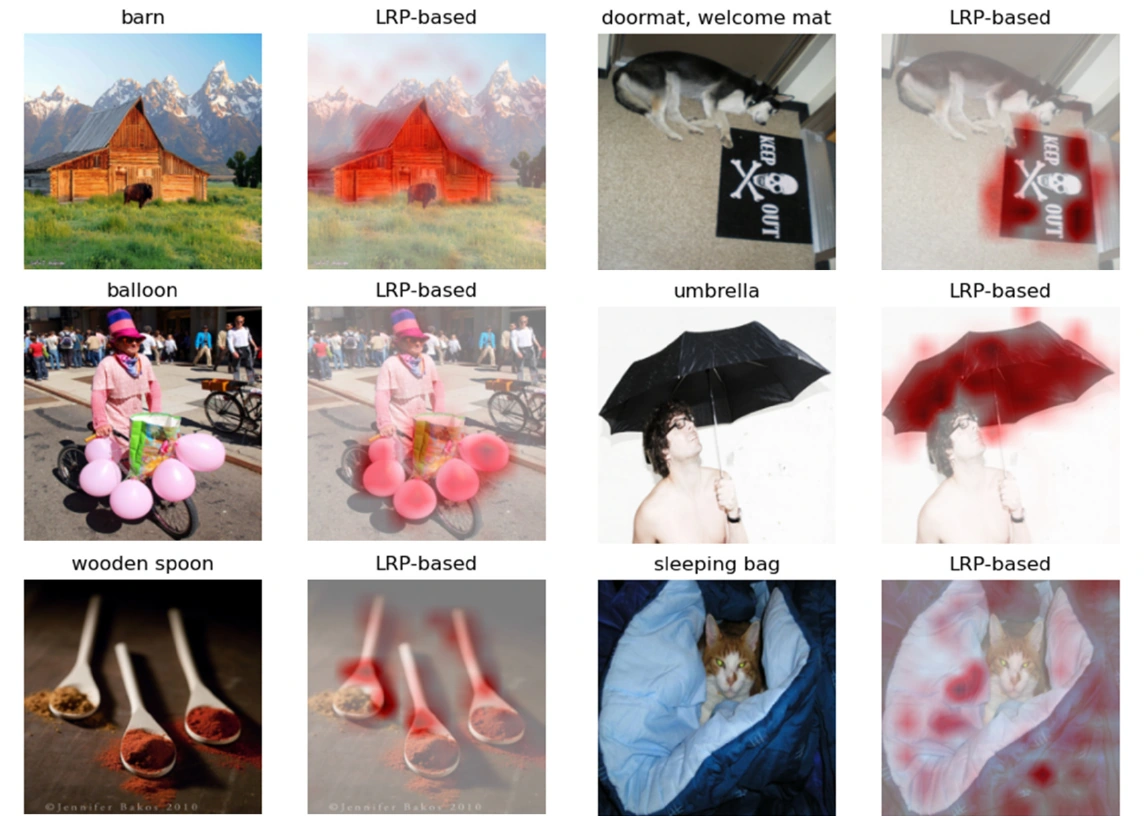 barn
LRP-based
doormat, welcome mat
LRP-based
KEEP
OUT
KEEP
OUT
balloon
LRP-based
umbrella
LRP-based
wooden spoon
LRP-based
sleeping bag
LRP-based
©Jennifer Bakos 2010
©Jennifer Bakos 2010